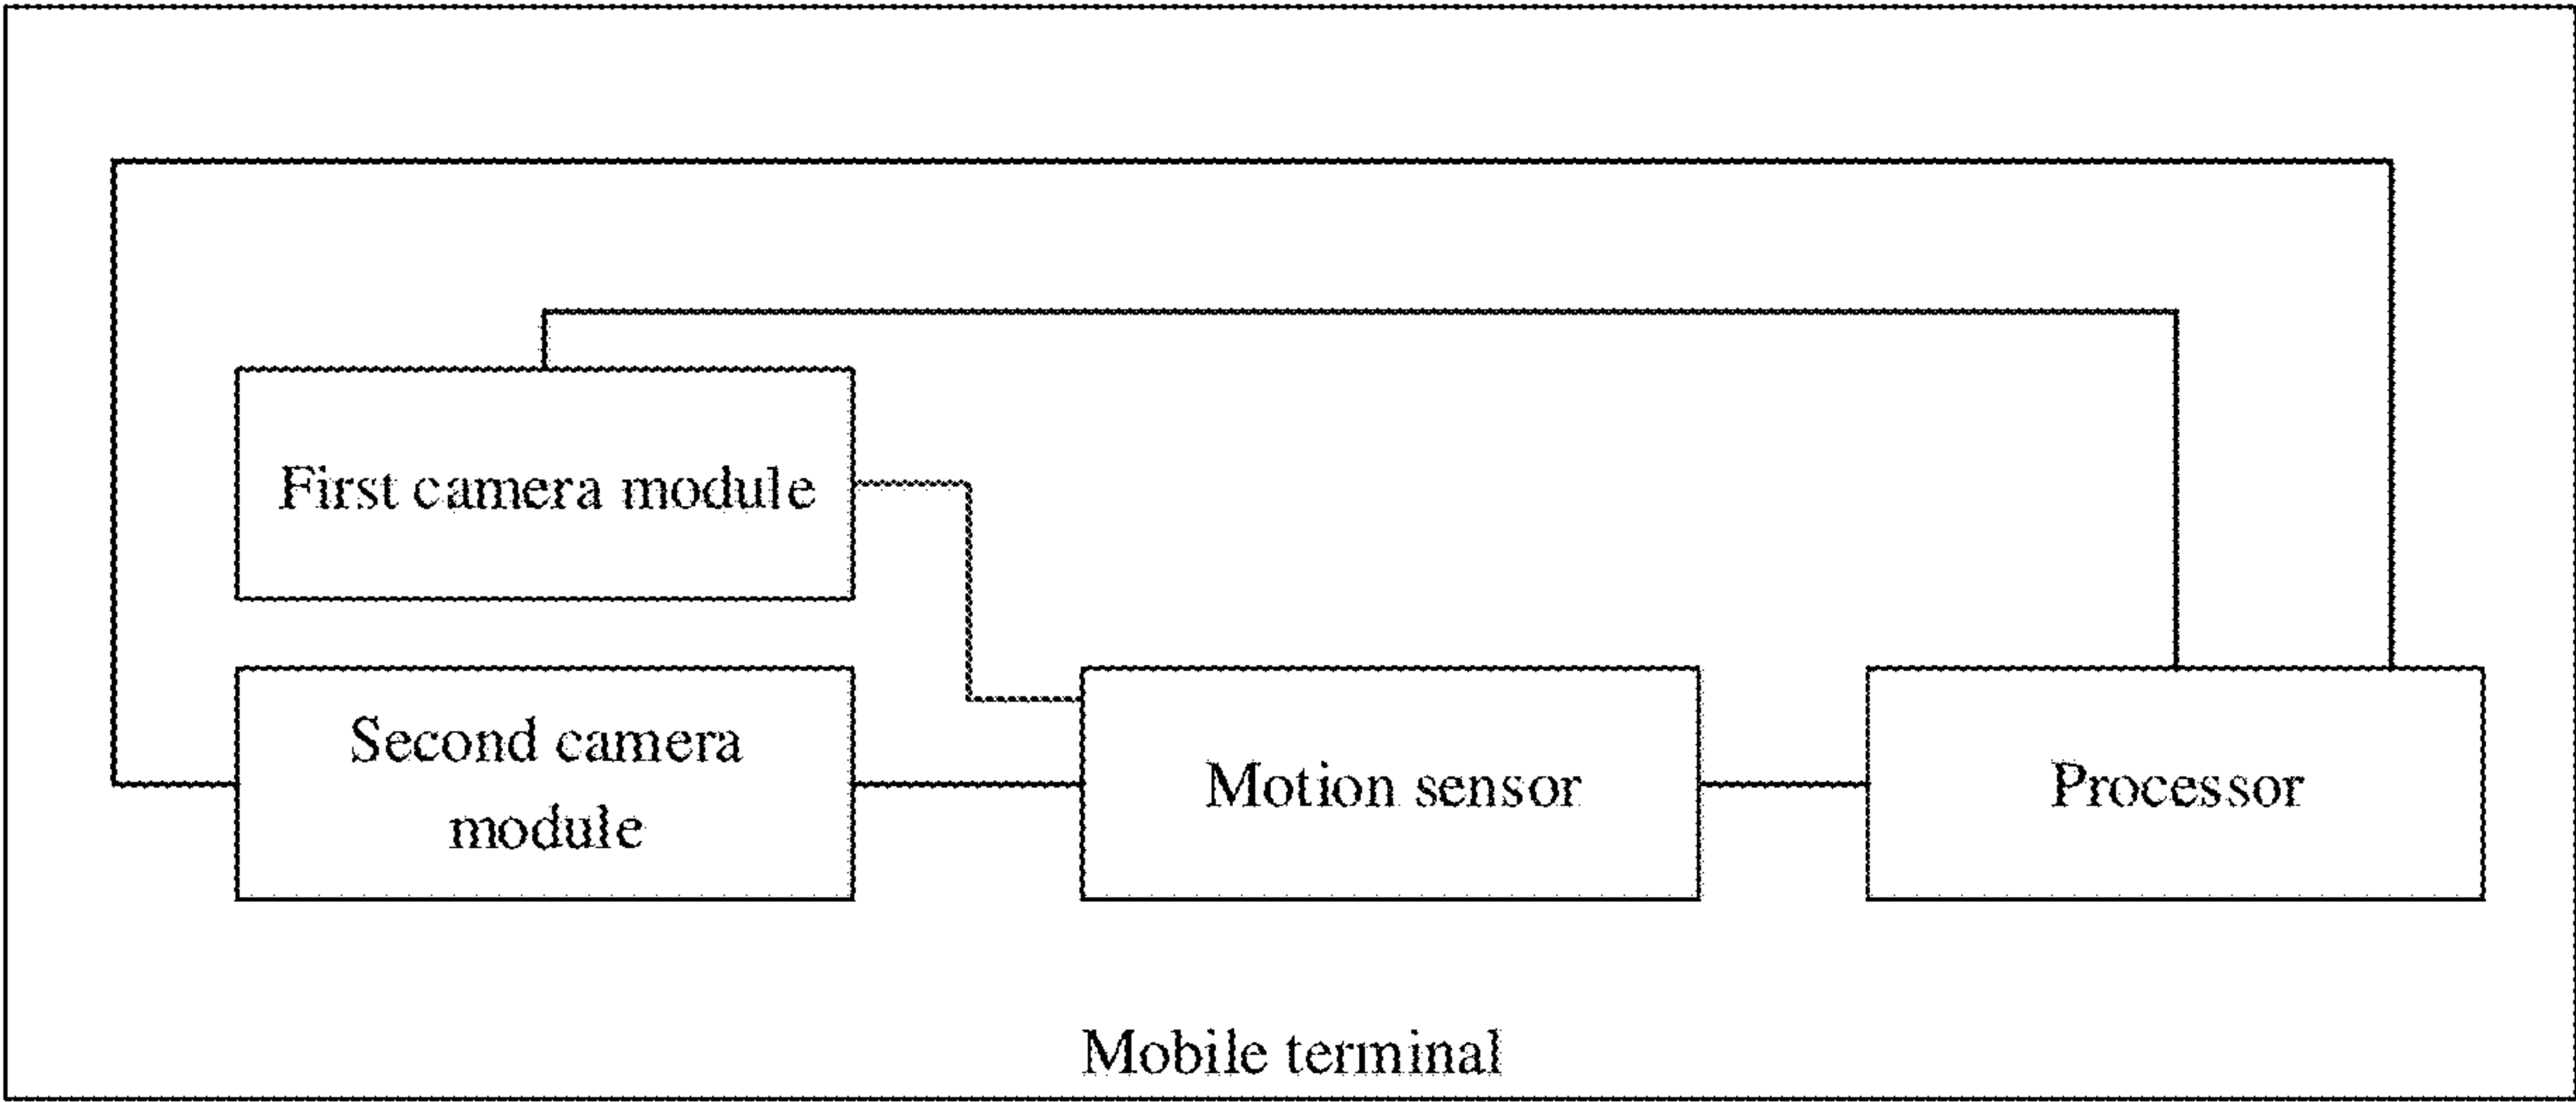 First camera module
Second camera
module
Motion sensor
Processor
Mobile terminal